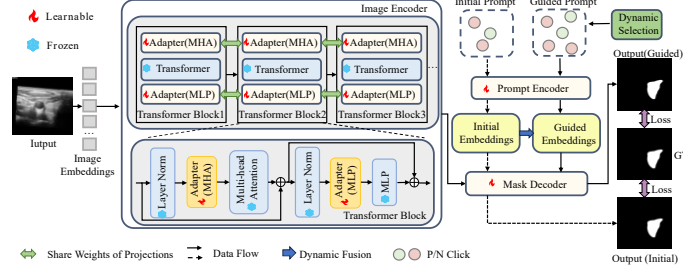 Learnable
Frozen
Image Encoder
Adapter(MHA)
Adapter(MHA)
Adapter(MHA)
Transformer
Transformer
Transformer
...
Adapter(MLP)
Adapter(MLP)
Adapter(MLP)
Transformer Block1
Transformer Block2
Transformer Block3
Iutput
...
Image
Embeddings
Layer Norm
Adapter
(MHA)
Multi-head
Attention
Layer Norm
Adapter
(MLP)
MLP
Transformer Block
Initial Prompt
Guided Prompt
Dynamic
Selection
Prompt Encoder
Initial
Embeddings
Guided
Embeddings
Mask Decoder
Output(Guided)
Loss
G
Loss
Output (Initial)
Share Weights of Projections
Data Flow
Dynamic Fusion
P/N Click